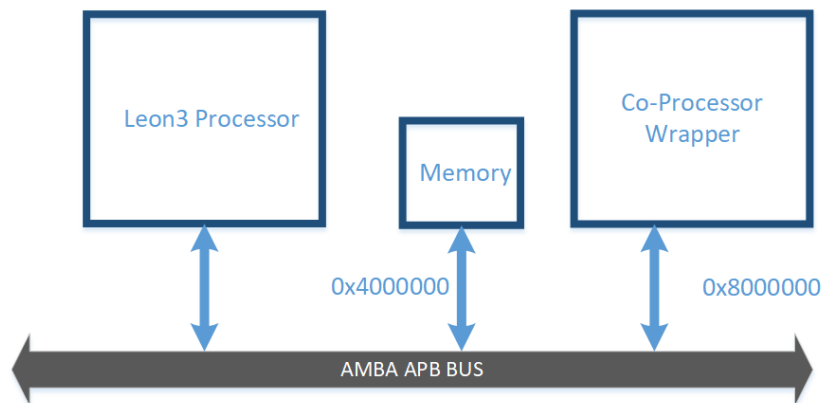 Leon3 Processor
Memory
Co-Processor
Wrapper
0x4000000
0x8000000
AMBA APB BUS